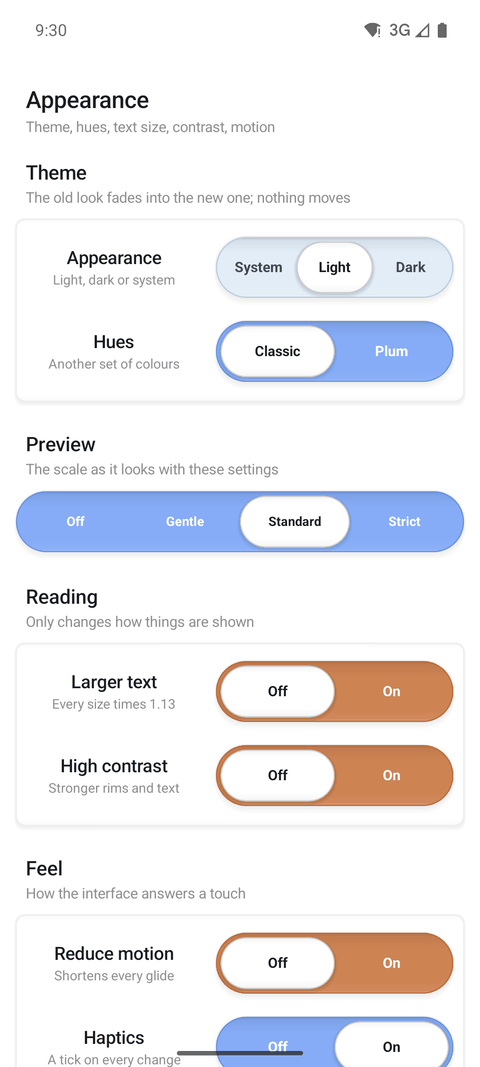 9:30
3G
Appearance
Theme, hues, text size, contrast, motion
Theme
The old look fades into the new one; nothing moves
Appearance
Light, dark or system
System Light Dark
Hues
Another set of colours
Classic Plum
Preview
The scale as it looks with these settings
Off Gentle Standard Strict
Reading
Only changes how things are shown
Larger text
Every size times 1.13
Off On
High contrast
Stronger rims and text
Off On
Feel
How the interface answers a touch
Reduce motion
Shortens every glide
Off On
Haptics
A tick on every change
Off On